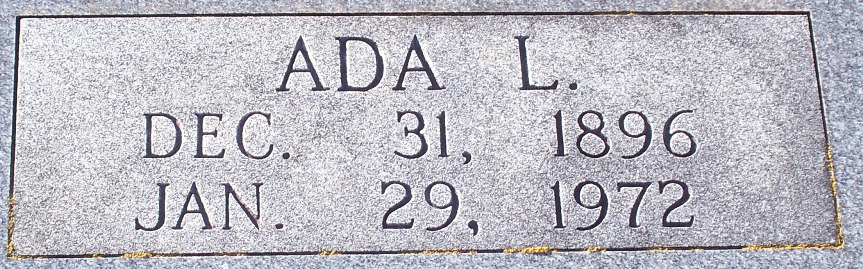 ADA L.
DEC. 31, 1896
JAN. 29, 1972